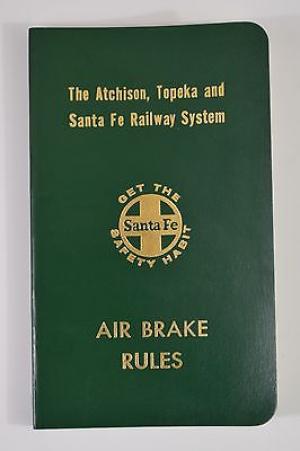 The Atchison, Topeka and
Santa Fe Railway System
GET THE
Santa Fe
SAFETY HABIT
AIR BRAKE
RULES